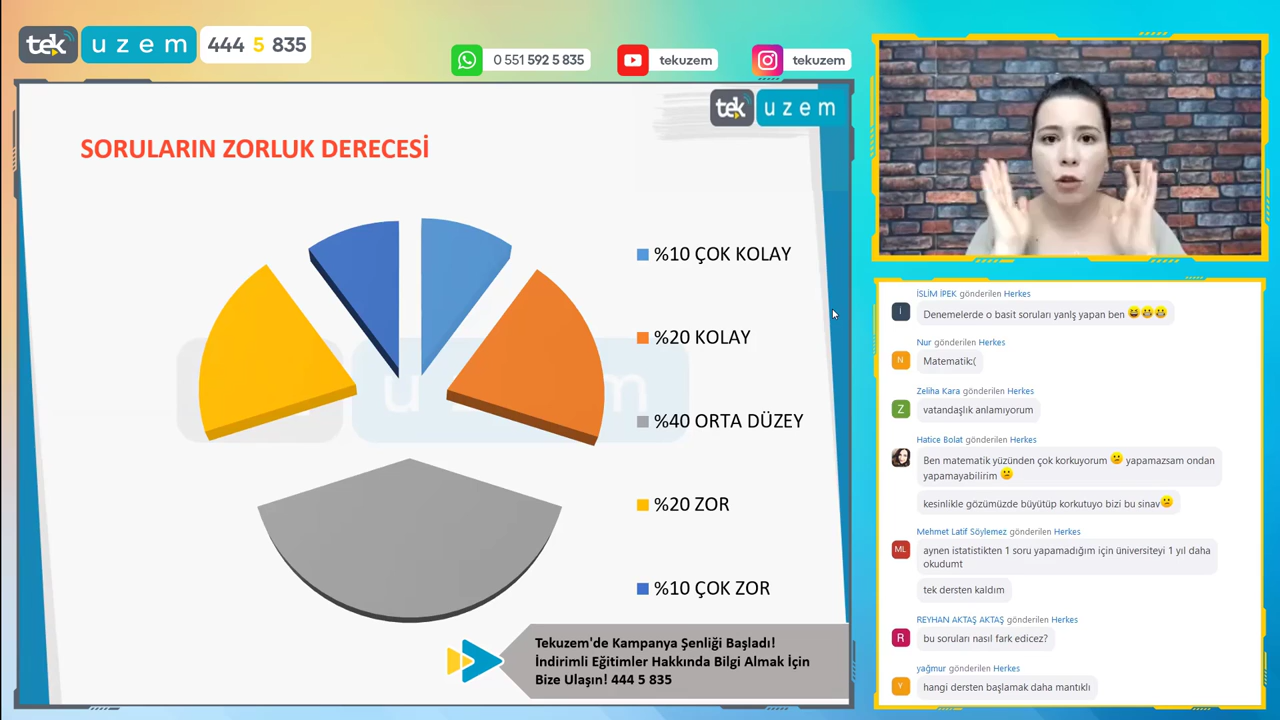 tek uzem 444 5 835
0 551 592 5 835
tekuzem
tekuzem
tek uzem
SORULARIN ZORLUK DERECESİ
%10 ÇOK KOLAY
%20 KOLAY
%40 ORTA DÜZEY
%20 ZOR
%10 ÇOK ZOR
uzem
Tekuzem'de Kampanya Şenliği Başladı!
İndirimli Eğitimler Hakkında Bilgi Almak İçin
Bize Ulaşın! 444 5 835
İSLİM İPEK gönderilen Herkes
İ
Denemelerde o basit soruları yanlş yapan ben
Nur gönderilen Herkes
N
Matematik:(
Zeliha Kara gönderilen Herkes
Z
vatandaşlık anlamıyorum
Hatice Bolat gönderilen Herkes
Ben matematik yüzünden çok korkuyorum yapamazsam ondan
yapamayabilirim
kesinlikle gözümüzde büyütüp korkutuyo bizi bu sınav
Mehmet Latif Söylemez gönderilen Herkes
ML
aynen istatistikten 1 soru yapamadığım için üniversiteyi 1 yıl daha
okudumt
tek dersten kaldım
REYHAN AKTAŞ AKTAŞ gönderilen Herkes
R
bu soruları nasıl fark edicez?
yağmur gönderilen Herkes
Y
hangi dersten başlamak daha mantıklı